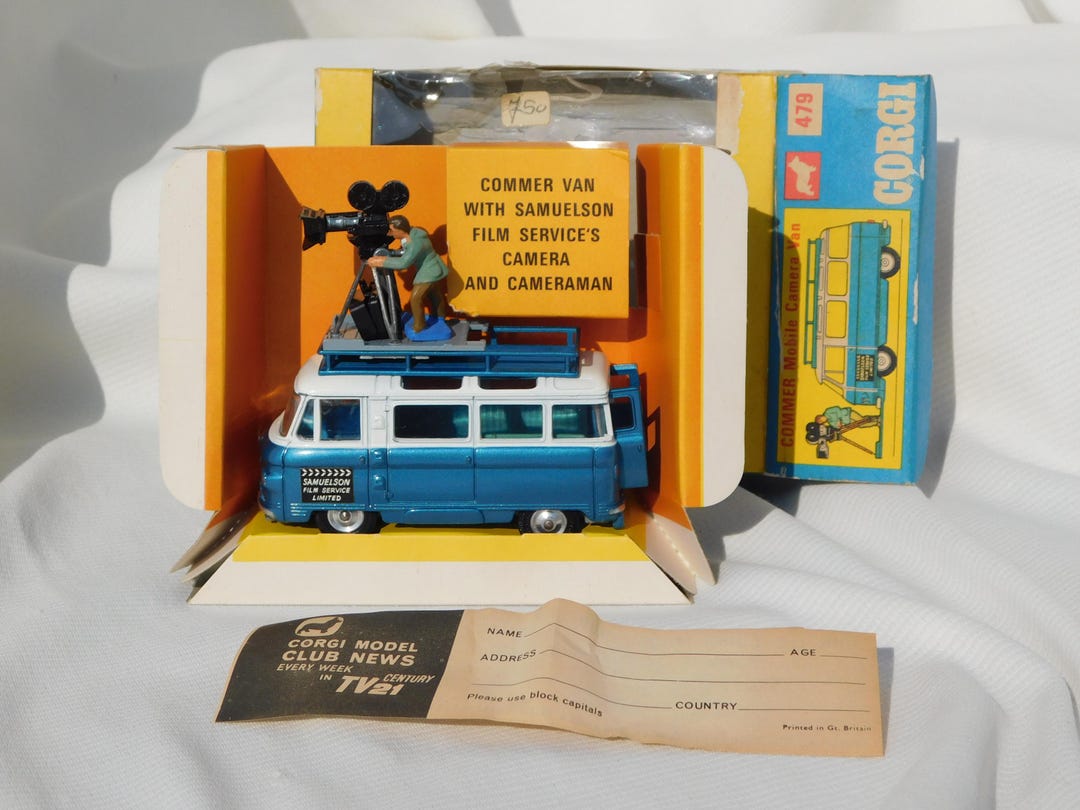 750
479
CORGI
COMMER Mobile Camera Van
COMMER VAN
WITH SAMUELSON
FILM SERVICE'S
CAMERA
AND CAMERAMAN
SAMUELSON
FILM SERVICE
LIMITED
CORGI MODEL
CLUB NEWS
EVERY WEEK
IN TV CENTURY 21
NAME
AGE
ADDRESS
Please use block capitals
COUNTRY
Printed in Gt. Britain